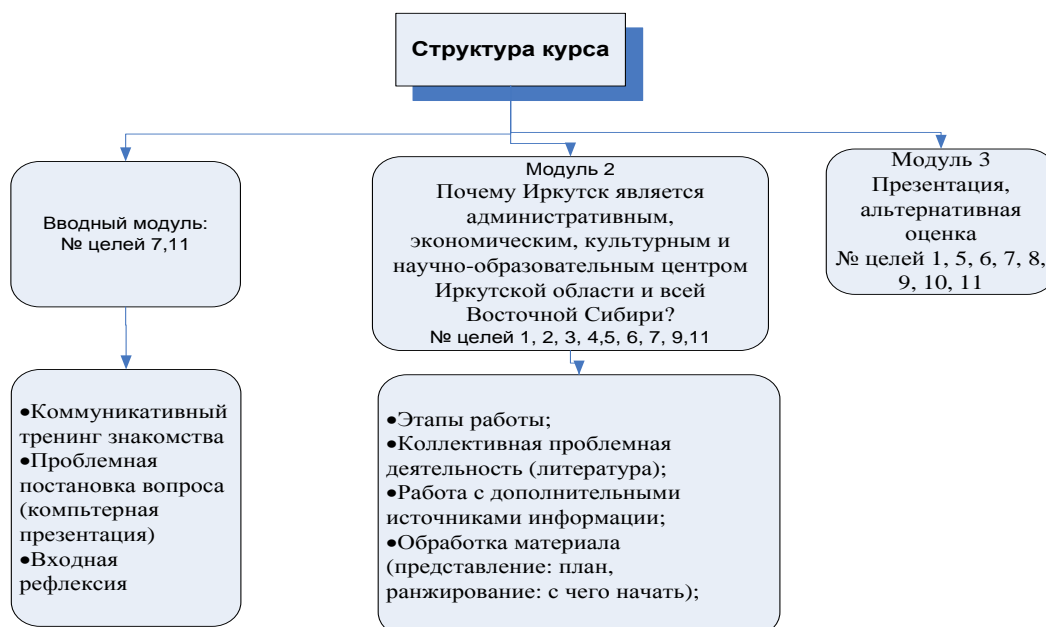 Структура курса
Вводный модуль:
№ целей 7,11
Модуль 2
Почему Иркутск является
административным,
экономическим, культурным и
научно-образовательным центром
Иркутской области и всей
Восточной Сибири?
№ целей 1, 2, 3, 4,5, 6, 7, 9,11
Модуль 3
Презентация,
альтернативная
оценка
№ целей 1, 5, 6, 7, 8,
9, 10, 11
•Коммуникативный
тренинг знакомства
•Проблемная
постановка вопроса
(компьтерная
презентация)
•Входная
рефлексия
•Этапы работы;
•Коллективная проблемная
деятельность (литература);
•Работа с дополнительными
источниками информации;
•Обработка материала
(представление: план,
ранжирование: с чего начать);